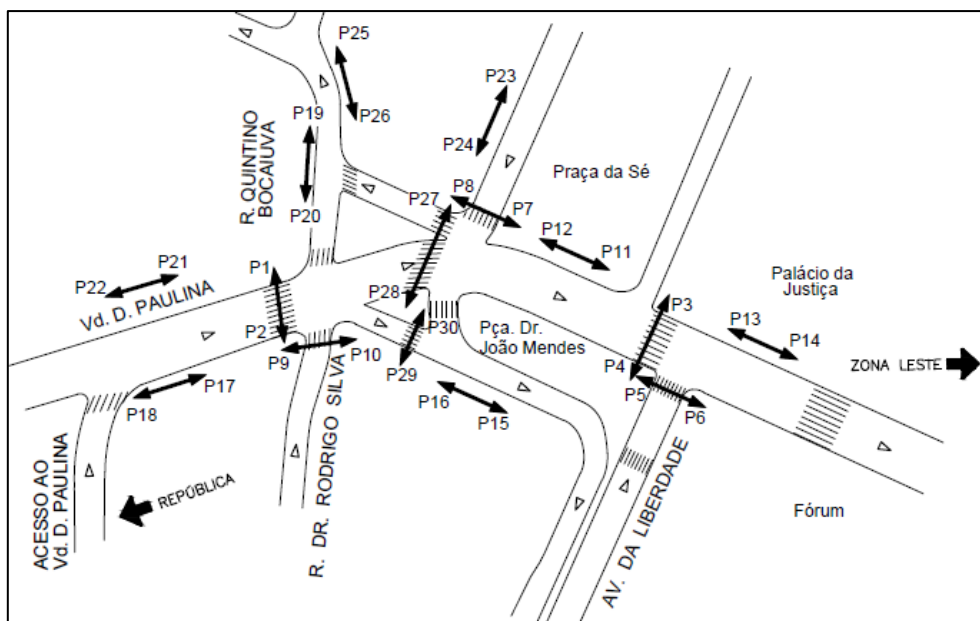 P25
P26
P19
P20
R. QUINTINO
BOCAIUVA
P23
P24
P27
P8
P7
Praça da Sé
P12
P11
P21
P22
P1
Vd. D. PAULINA
P28
P3
Palácio da
Justiça
P2
P30
Pça. Dr.
João Mendes
P13
P14
P9
P10
P29
P4
P5
P6
ZONA LESTE
P17
P18
P16
P15
ACESSO AO
Vd. D. PAULINA
REPÚBLICA
R. DR. RODRIGO SILVA
AV. DA LIBERDADE
Fórum